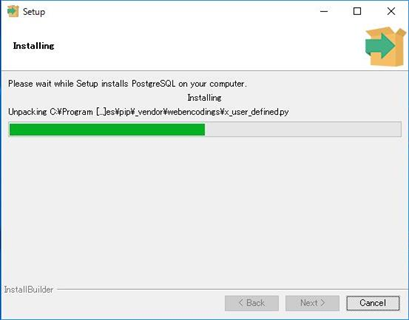 Setup
Installing
Please wait while Setup installs PostgreSQL on your computer.
Installing
Unpacking C:¥Program [...]es¥pip¥_vendor¥webencodings¥x_user_defined.py
InstallBuilder
< Back
Next >
Cancel